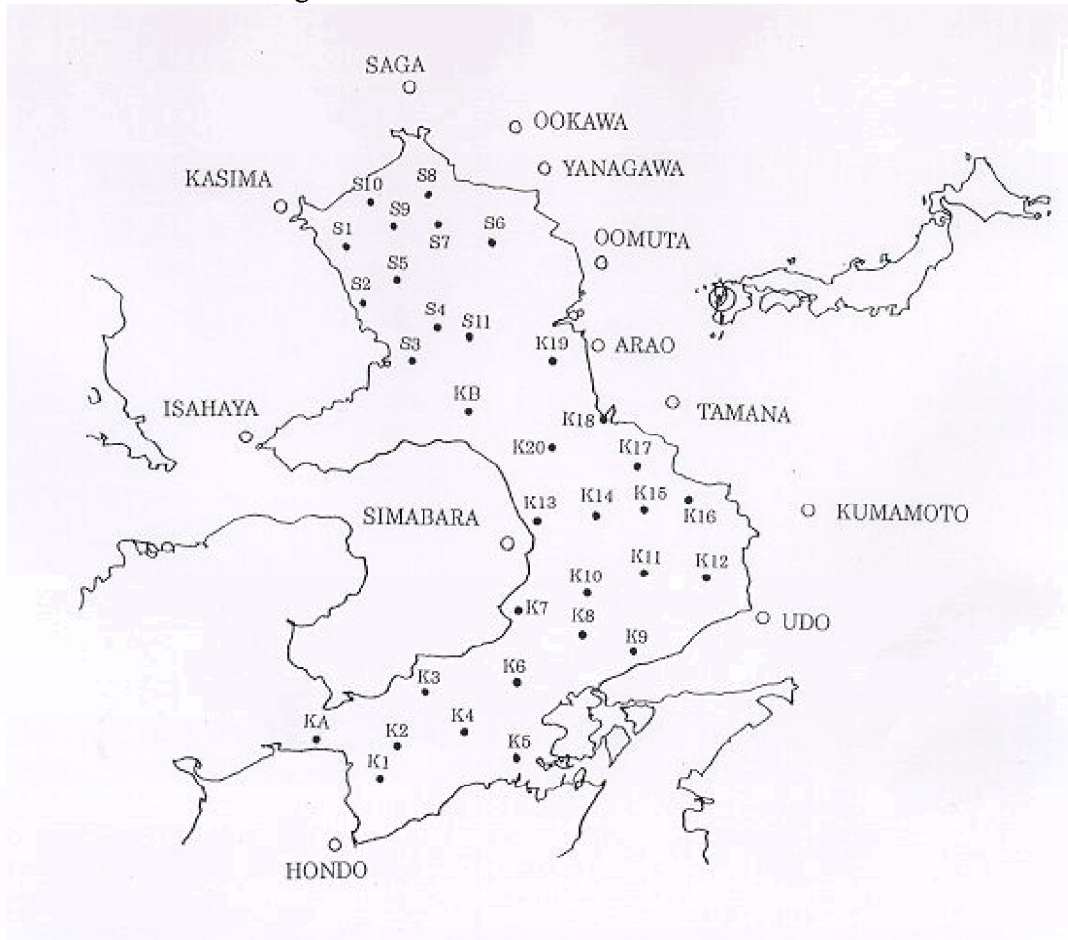 SAGA
OOKAWA
YANAGAWA
KASIMA
S10
S8
S9
S7
S6
S1
OOMUTA
S5
S2
S4
S11
S3
K19
ARAO
KB
ISAHAYA
K18
TAMANA
K20
K17
K13
K14
K15
K16
SIMABARA
KUMAMOTO
K10
K11
K12
K7
K8
UDO
K9
K6
K3
KA
K2
K4
K5
K1
HONDO